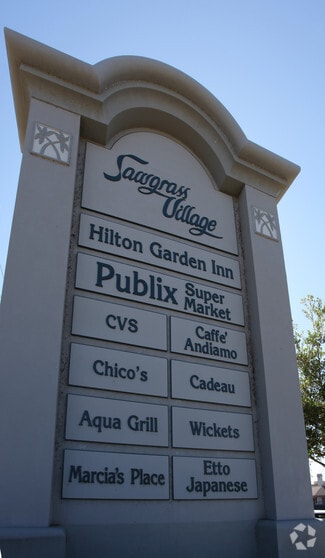 Sawgrass
Village
Hilton Garden Inn
Publix Super
Market
CVS
Caffe'
Andiamo
Chico's
Cadeau
Aqua Grill
Wickets
Marcia's Place
Etto
Japanese